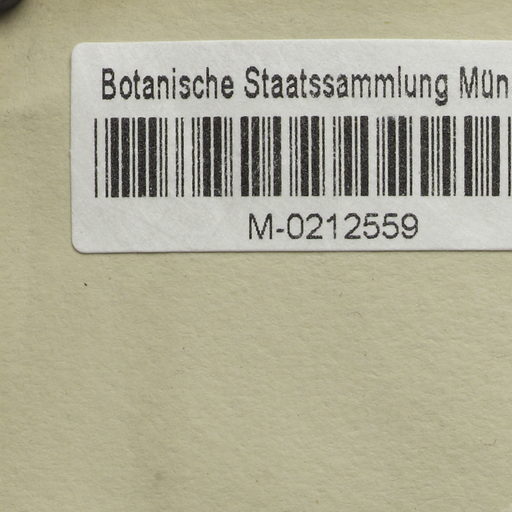 Botanische Staatssammlung Mün
M-0212559